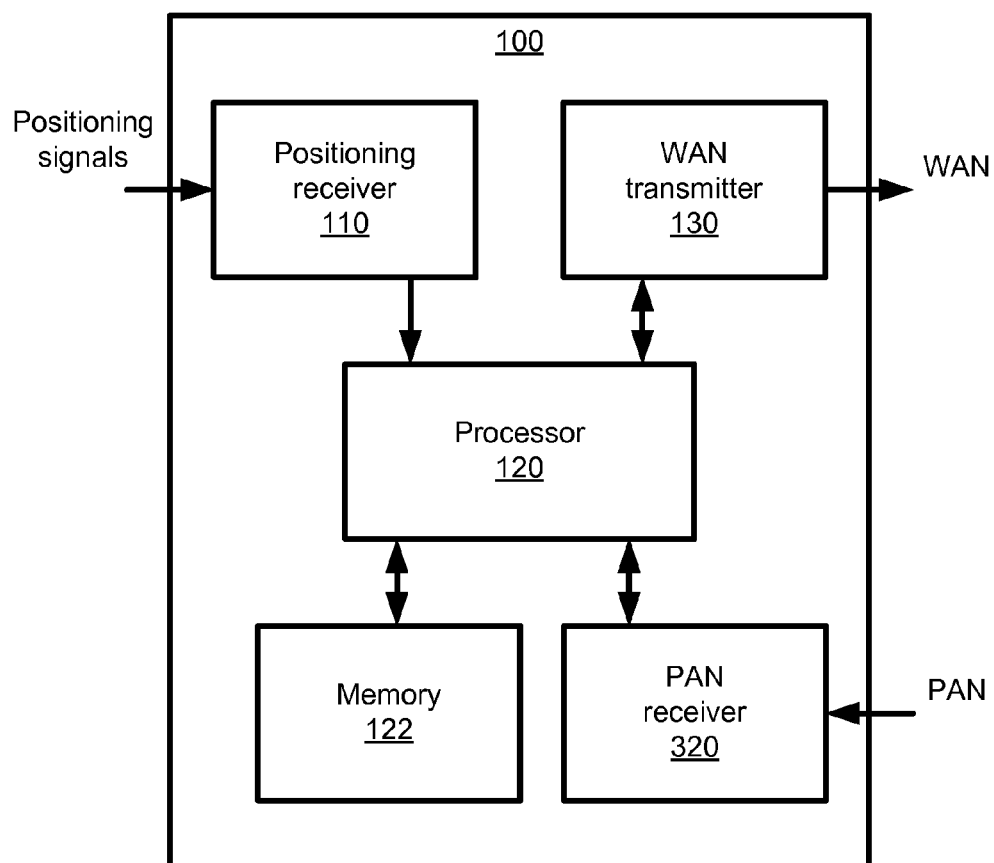 100
Positioning
signals
Positioning
receiver
110
WAN
transmitter
130
WAN
Processor
120
Memory
122
PAN
receiver
320
PAN